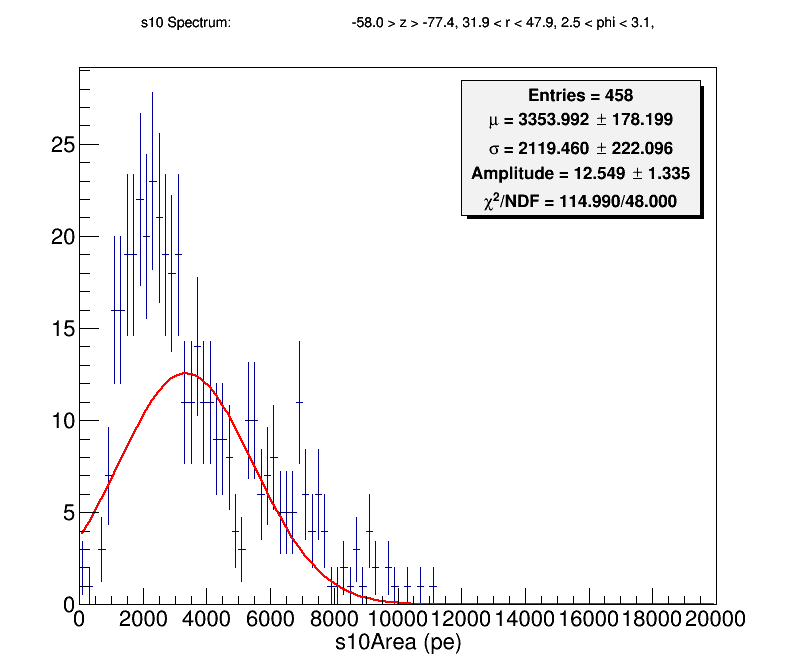 s10 Spectrum: -58.0 > z > -77.4, 31.9 < r < 47.9, 2.5 < phi < 3.1,
Entries = 458
μ = 3353.992 ± 178.199
σ = 2119.460 ± 222.096
Amplitude = 12.549 ± 1.335
χ²/NDF = 114.990/48.000
25
20
15
10
5
0
0 2000 4000 6000 8000 10000 12000 14000 16000 18000 20000
s10Area (pe)